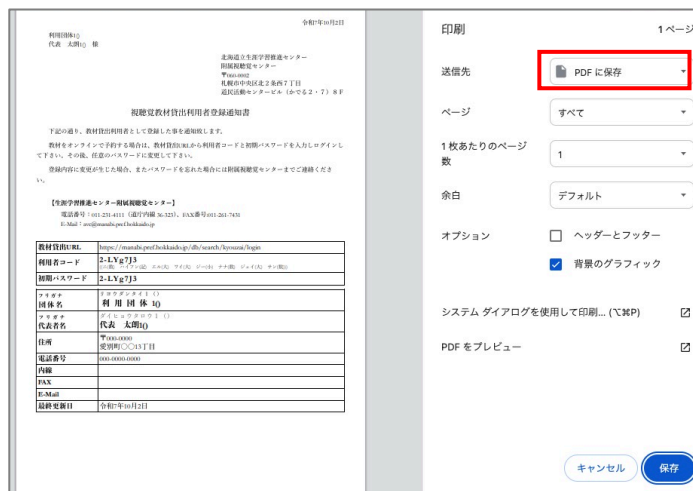 令和7年10月2日
利用団体1()
代表　太朗1()　様
北海道立生涯学習推進センター
附属視聴覚センター
〒060-0002
札幌市中央区北２条西７丁目
道民活動センタービル（かでる２・７）８Ｆ
視聴覚教材貸出利用者登録通知書
下記の通り、教材貸出利用者として登録した事を通知致します。
教材をオンラインで予約する場合は、教材貸出URLから利用者コードと初期パスワードを入力しログインし
て下さい。その後、任意のパスワードに変更して下さい。
登録内容に変更が生じた場合、またパスワードを忘れた場合には附属視聴覚センターまでご連絡くださ
い。
【生涯学習推進センター附属視聴覚センター】
電話番号：011-231-4111（道庁内線 36-323）、FAX番号:011-261-7431
E-Mail：avc@manabi.pref.hokkaido.jp
教材貸出URL https://manabi.pref.hokkaido.jp/db/search/kyouzai/login
利用者コード 2-LYg7J3
初期パスワード 2-LYg7J3
フリガナ リヨウダンタイ１（）
団体名 利 用 団 体 1()
フリガナ ダイヒョウタロウ１（）
代表者名 代表　太朗1()
住所 〒000-0000
愛別町〇〇13丁目
電話番号 000-0000-0000
内線
FAX
E-Mail
最終更新日 令和7年10月2日
印刷 1 ページ
送信先 PDF に保存
ページ すべて
1 枚あたりのページ
数 1
余白 デフォルト
オプション ヘッダーとフッター
背景のグラフィック
システム ダイアログを使用して印刷... (⌥⌘P)
PDF をプレビュー
キャンセル 保存